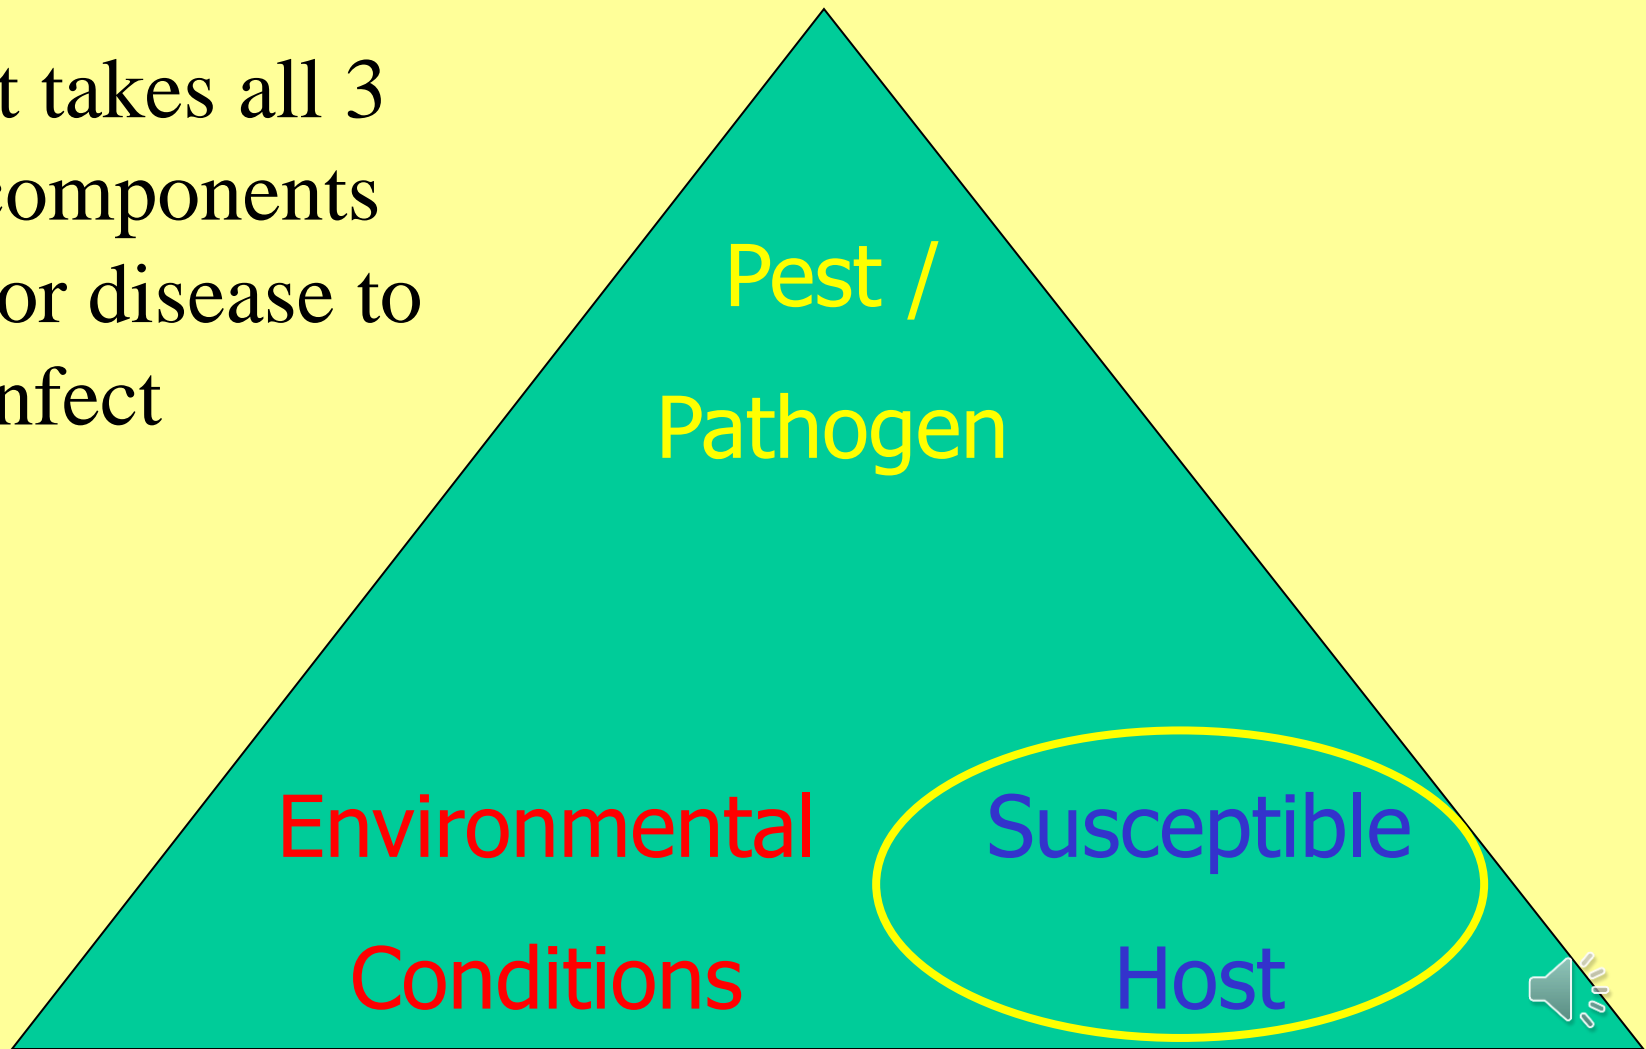 t takes all 3
components
or disease to
nfect
Pest /
Pathogen
Environmental
Conditions
Susceptible
Host